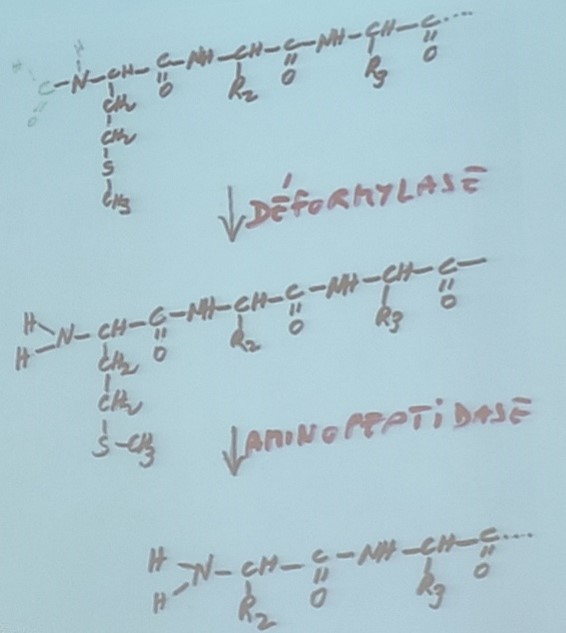 H H
C-N-CH-C-NH-CH-C-NH-CH-C....
O CH2 O R2 O R3 O
CH2
S
CH3
DÉFORMYLASE
H
N-CH-C-NH-CH-C-NH-CH-C-
H CH2 O R2 O R3 O
CH2
S-CH3
AMINOPEPTIDASE
H
N-CH-C-NH-CH-C....
H R2 O R3 O